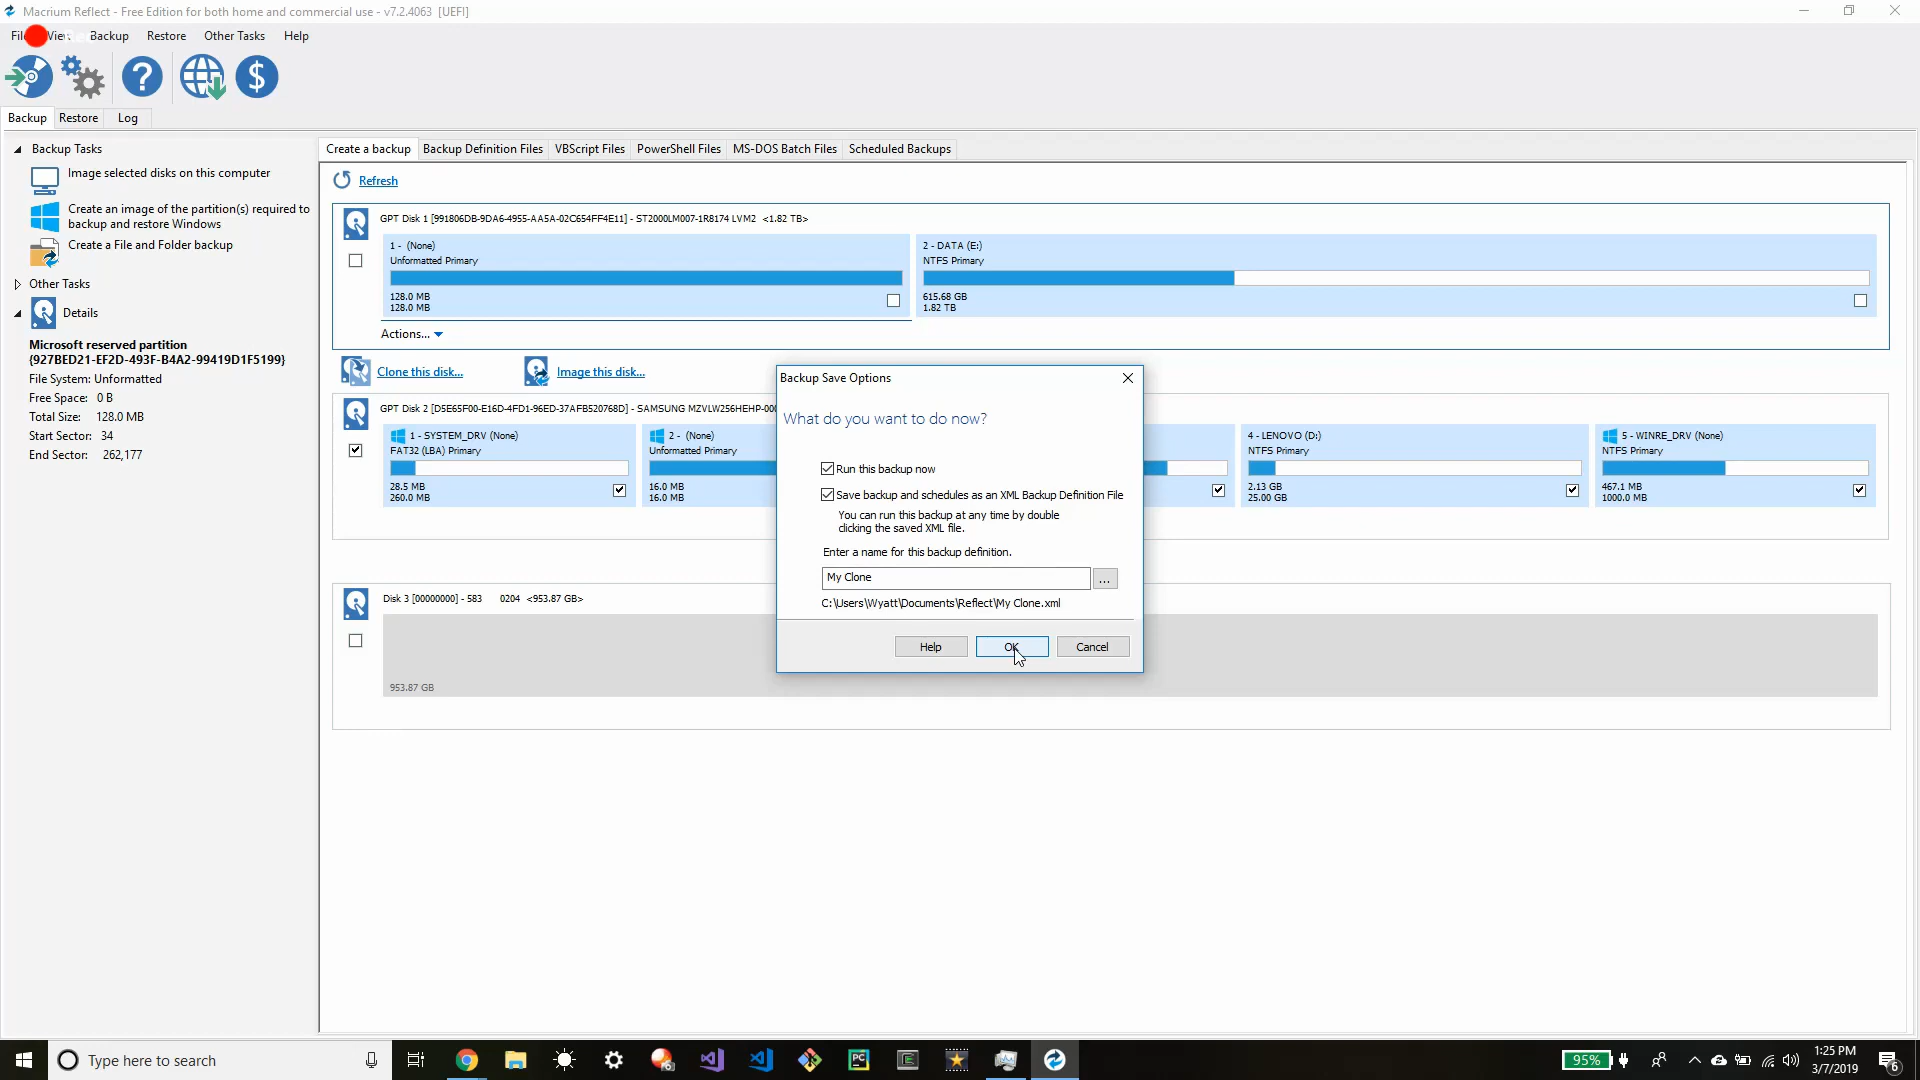 Macrium Reflect - Free Edition for both home and commercial use - v7.2.4063 [UEFI]
File View Backup Restore Other Tasks Help
Backup Restore Log
Backup Tasks
Image selected disks on this computer
Create an image of the partition(s) required to
backup and restore Windows
Create a File and Folder backup
Other Tasks
Details
Microsoft reserved partition
{927BED21-EF2D-493F-B4A2-99419D1F5199}
File System: Unformatted
Free Space: 0 B
Total Size: 128.0 MB
Start Sector: 34
End Sector: 262,177
Create a backup Backup Definition Files VBScript Files PowerShell Files MS-DOS Batch Files Scheduled Backups
Refresh
GPT Disk 1 [991806DB-9DA6-4955-AA5A-02C654FF4E11] - ST2000LM007-1R8174 LVM2 <1.82 TB>
1 - (None)
Unformatted Primary
128.0 MB
128.0 MB
2 - DATA (E:)
NTFS Primary
615.68 GB
1.82 TB
Actions...
Clone this disk... Image this disk...
GPT Disk 2 [D5E65F00-E16D-4FD1-96ED-37AFB520768D] - SAMSUNG MZVLW256HEHP-00
1 - SYSTEM_DRV (None)
FAT32 (LBA) Primary
28.5 MB
260.0 MB
2 - (None)
Unformatted Primary
16.0 MB
16.0 MB
4 - LENOVO (D:)
NTFS Primary
2.13 GB
25.00 GB
5 - WINRE_DRV (None)
NTFS Primary
467.1 MB
1000.0 MB
Disk 3 [00000000] - 583 0204 <953.87 GB>
953.87 GB
Backup Save Options
What do you want to do now?
Run this backup now
Save backup and schedules as an XML Backup Definition File
You can run this backup at any time by double
clicking the saved XML file.
Enter a name for this backup definition.
My Clone
...
C:\Users\Wyatt\Documents\Reflect\My Clone.xml
Help OK Cancel
Type here to search
PC
95%
1:25 PM
3/7/2019
6